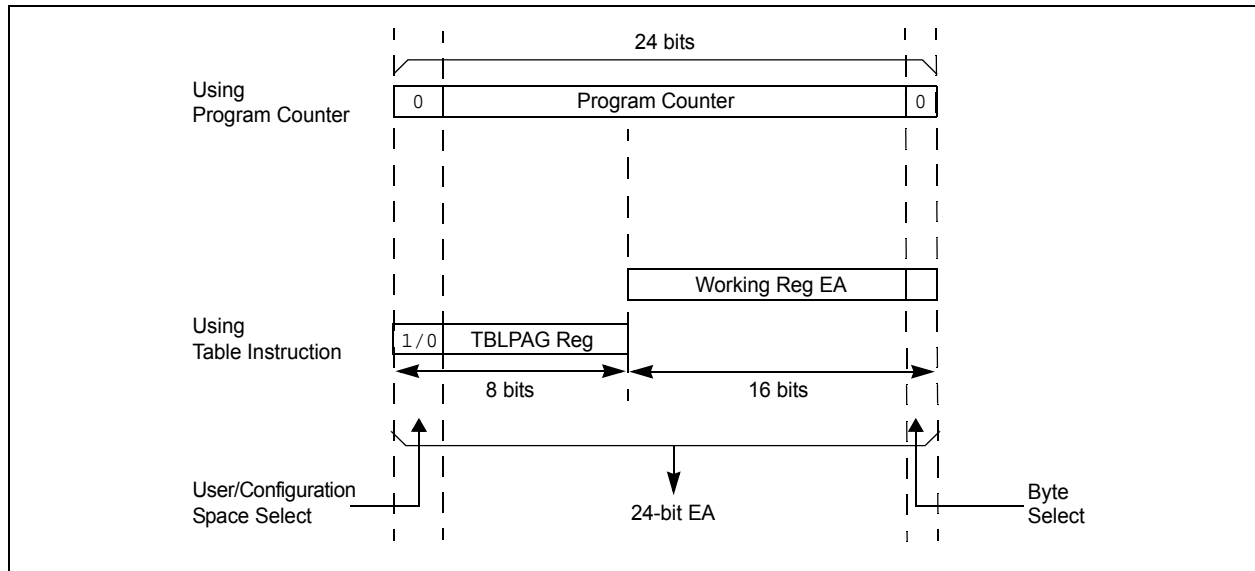 24 bits
Using
Program Counter
0
Program Counter
0
Working Reg EA
Using
Table Instruction
1/0
TBLPAG Reg
8 bits
16 bits
User/Configuration
Space Select
24-bit EA
Byte
Select